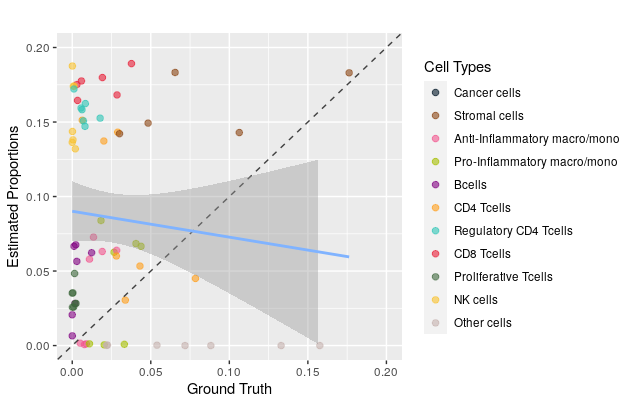 Estimated Proportions
0.20
0.15
0.10
0.05
0.00
0.00 0.05 0.10 0.15 0.20
Ground Truth
Cell Types
Cancer cells
Stromal cells
Anti-Inflammatory macro/mono
Pro-Inflammatory macro/mono
Bcells
CD4 Tcells
Regulatory CD4 Tcells
CD8 Tcells
Proliferative Tcells
NK cells
Other cells